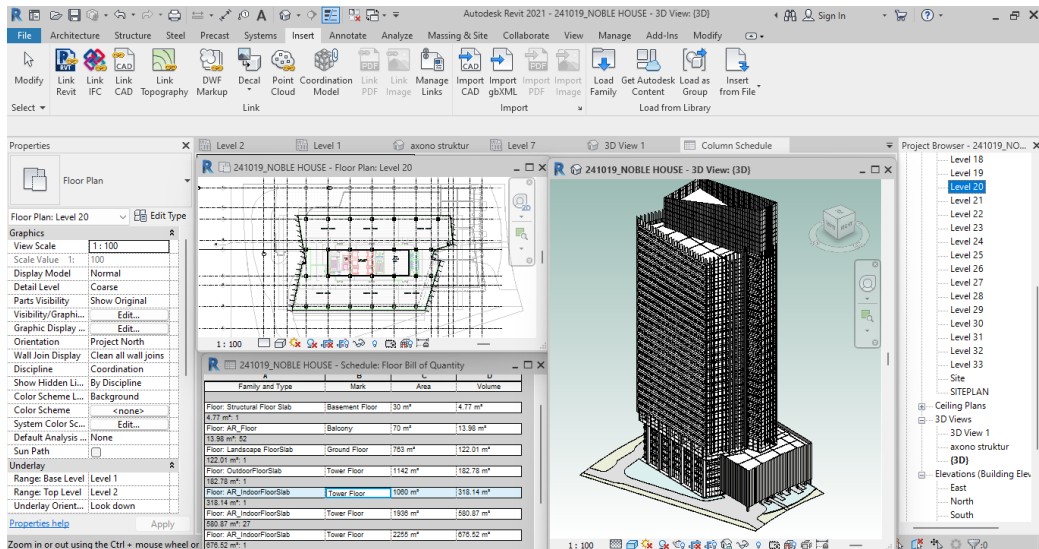 Autodesk Revit 2021 - 241019_NOBLE HOUSE - 3D View: {3D}
Sign In
File Architecture Structure Steel Precast Systems Insert Annotate Analyze Massing & Site Collaborate View Manage Add-Ins Modify
Modify
Link Revit
Link IFC
Link CAD
Link Topography
DWF Markup
Decal
Point Cloud
Coordination Model
Link PDF
Link Image
Manage Links
Import CAD
Import gbXML
Import PDF
Import Image
Load Family
Get Autodesk Content
Load as Group
Insert from File
Select Link Import Load from Library
Properties
Floor Plan
Floor Plan: Level 20 Edit Type
Graphics
View Scale 1 : 100
Scale Value 1: 100
Display Model Normal
Detail Level Coarse
Parts Visibility Show Original
Visibility/Graphi... Edit...
Graphic Display ... Edit...
Orientation Project North
Wall Join Display Clean all wall joins
Discipline Coordination
Show Hidden Li... By Discipline
Color Scheme L... Background
Color Scheme <none>
System Color Sc... Edit...
Default Analysis ... None
Sun Path
Underlay
Range: Base Level Level 1
Range: Top Level Level 2
Underlay Orient... Look down
Properties help Apply
Zoom in or out using the Ctrl + mouse wheel or
Level 2 Level 1 axono struktur Level 7 3D View 1 Column Schedule
241019_NOBLE HOUSE - Floor Plan: Level 20
1 : 100
241019_NOBLE HOUSE - Schedule: Floor Bill of Quantity
A B C D
Family and Type Mark Area Volume
Floor: Structural Floor Slab Basement Floor 30 m² 4.77 m³
4.77 m³: 1
Floor: AR_Floor Balcony 70 m² 13.98 m³
13.98 m³: 52
Floor: Landscape FloorSlab Ground Floor 763 m² 122.01 m³
122.01 m³: 1
Floor: OutdoorFloorSlab Tower Floor 1142 m² 182.78 m³
182.78 m³: 1
Floor: AR_IndoorFloorSlab Tower Floor 1060 m² 318.14 m³
318.14 m³: 1
Floor: AR_IndoorFloorSlab Tower Floor 1936 m² 580.87 m³
580.87 m³: 27
Floor: AR_IndoorFloorSlab Tower Floor 2255 m² 676.52 m³
676.52 m³: 1
241019_NOBLE HOUSE - 3D View: {3D}
1 : 100
Project Browser - 241019_NO...
Level 18
Level 19
Level 20
Level 21
Level 22
Level 23
Level 24
Level 25
Level 26
Level 27
Level 28
Level 29
Level 30
Level 31
Level 32
Level 33
Site
SITEPLAN
Ceiling Plans
3D Views
3D View 1
axono struktur
{3D}
Elevations (Building Elev
East
North
South
:0